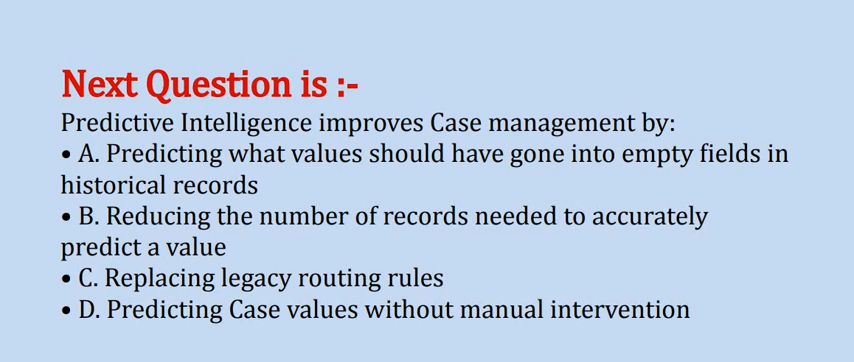 Next Question is :-
Predictive Intelligence improves Case management by:
• A. Predicting what values should have gone into empty fields in
historical records
• B. Reducing the number of records needed to accurately
predict a value
• C. Replacing legacy routing rules
• D. Predicting Case values without manual intervention